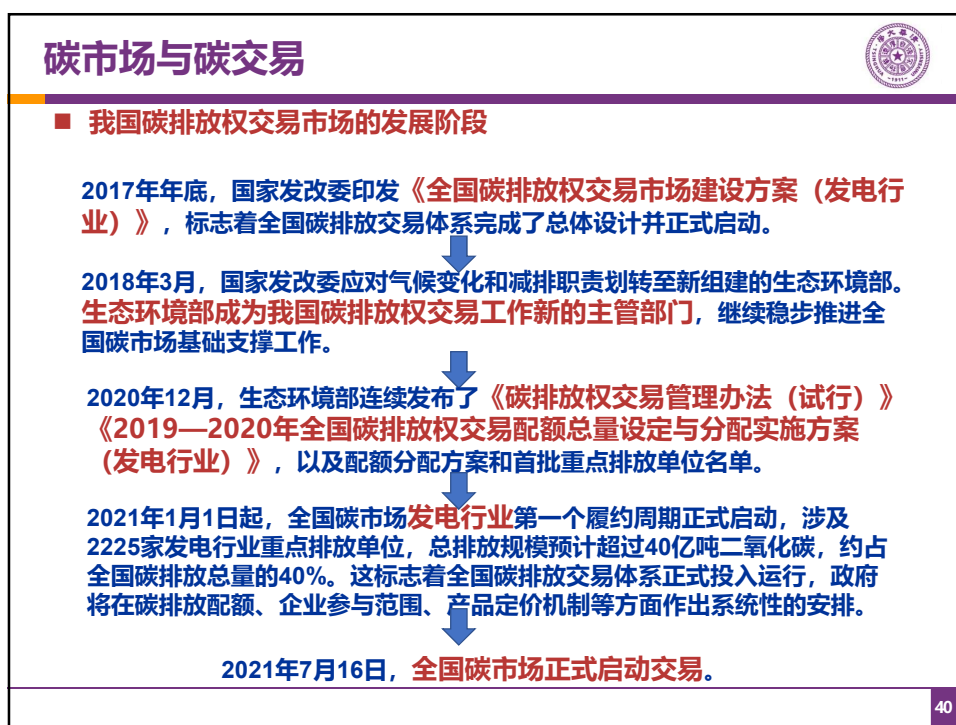 碳市场与碳交易
■ 我国碳排放权交易市场的发展阶段
2017年年底，国家发改委印发《全国碳排放权交易市场建设方案（发电行
业）》，标志着全国碳排放交易体系完成了总体设计并正式启动。
2018年3月，国家发改委应对气候变化和减排职责划转至新组建的生态环境部。
生态环境部成为我国碳排放权交易工作新的主管部门，继续稳步推进全
国碳市场基础支撑工作。
2020年12月，生态环境部连续发布了《碳排放权交易管理办法（试行）》
《2019—2020年全国碳排放权交易配额总量设定与分配实施方案
（发电行业）》，以及配额分配方案和首批重点排放单位名单。
2021年1月1日起，全国碳市场发电行业第一个履约周期正式启动，涉及
2225家发电行业重点排放单位，总排放规模预计超过40亿吨二氧化碳，约占
全国碳排放总量的40%。这标志着全国碳排放交易体系正式投入运行，政府
将在碳排放配额、企业参与范围、产品定价机制等方面作出系统性的安排。
2021年7月16日，全国碳市场正式启动交易。
40